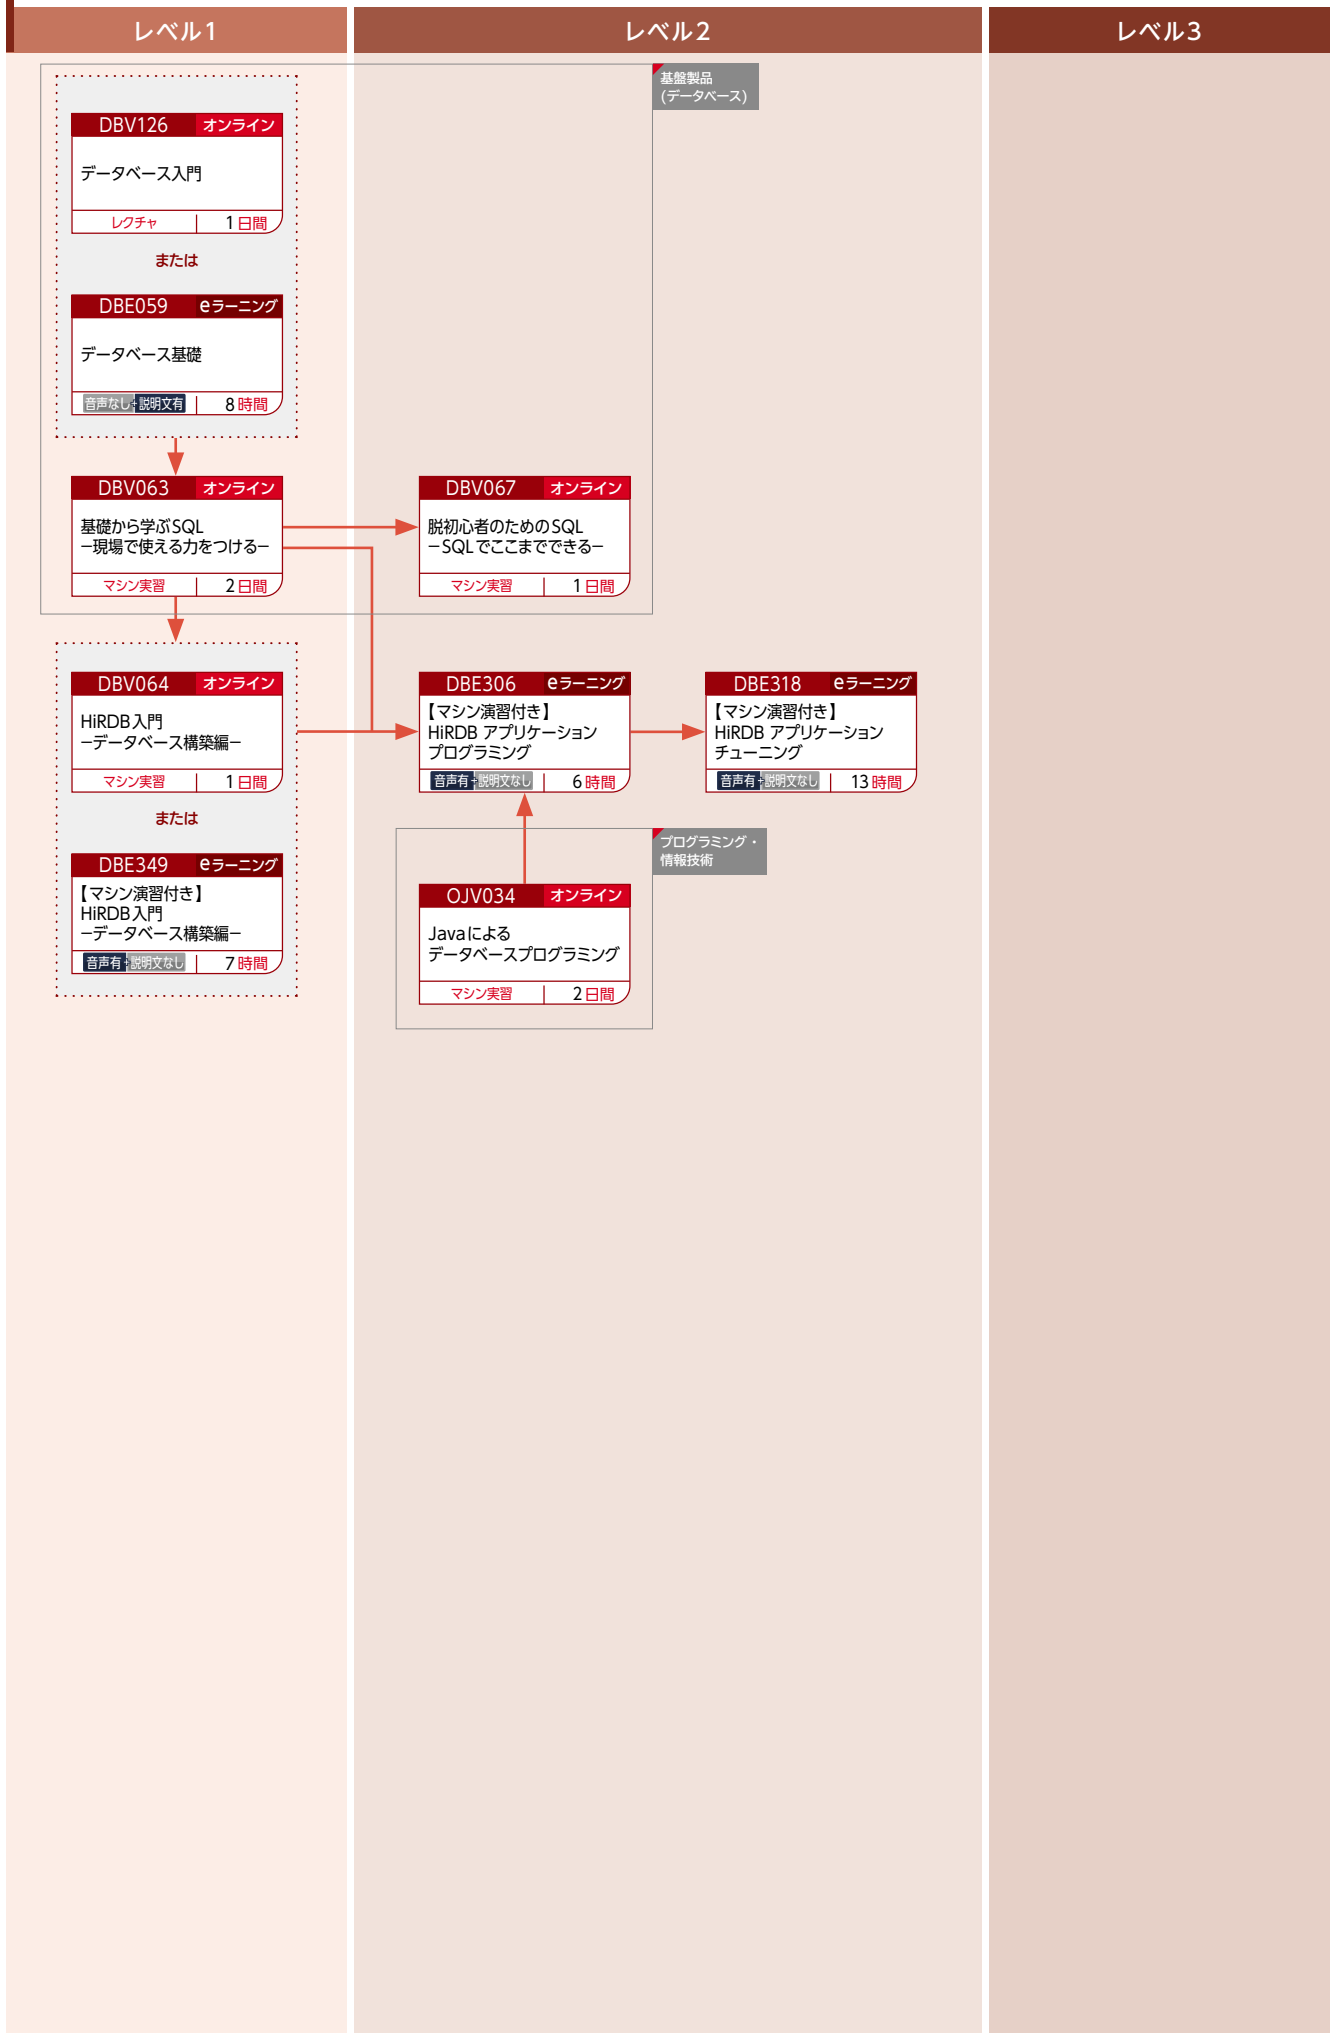 レベル1
レベル2
レベル3
基盤製品
(データベース)
DBV126 オンライン
データベース入門
レクチャ 1日間
または
DBE059 eラーニング
データベース基礎
音声なし+説明文有 8時間
DBV063 オンライン
基礎から学ぶSQL
−現場で使える力をつける−
マシン実習 2日間
DBV067 オンライン
脱初心者のためのSQL
−SQLでここまでできる−
マシン実習 1日間
DBV064 オンライン
HiRDB入門
−データベース構築編−
マシン実習 1日間
または
DBE349 eラーニング
【マシン演習付き】
HiRDB入門
−データベース構築編−
音声有+説明文なし 7時間
DBE306 eラーニング
【マシン演習付き】
HiRDB アプリケーション
プログラミング
音声有+説明文なし 6時間
DBE318 eラーニング
【マシン演習付き】
HiRDB アプリケーション
チューニング
音声有+説明文なし 13時間
プログラミング・
情報技術
OJV034 オンライン
Javaによる
データベースプログラミング
マシン実習 2日間